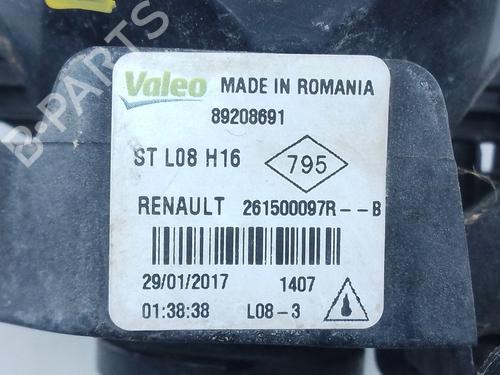 Valeo MADE IN ROMANIA
89208691
ST L08 H16 795
RENAULT 261500097R--B
29/01/2017 1407
01:38:38 L08-3